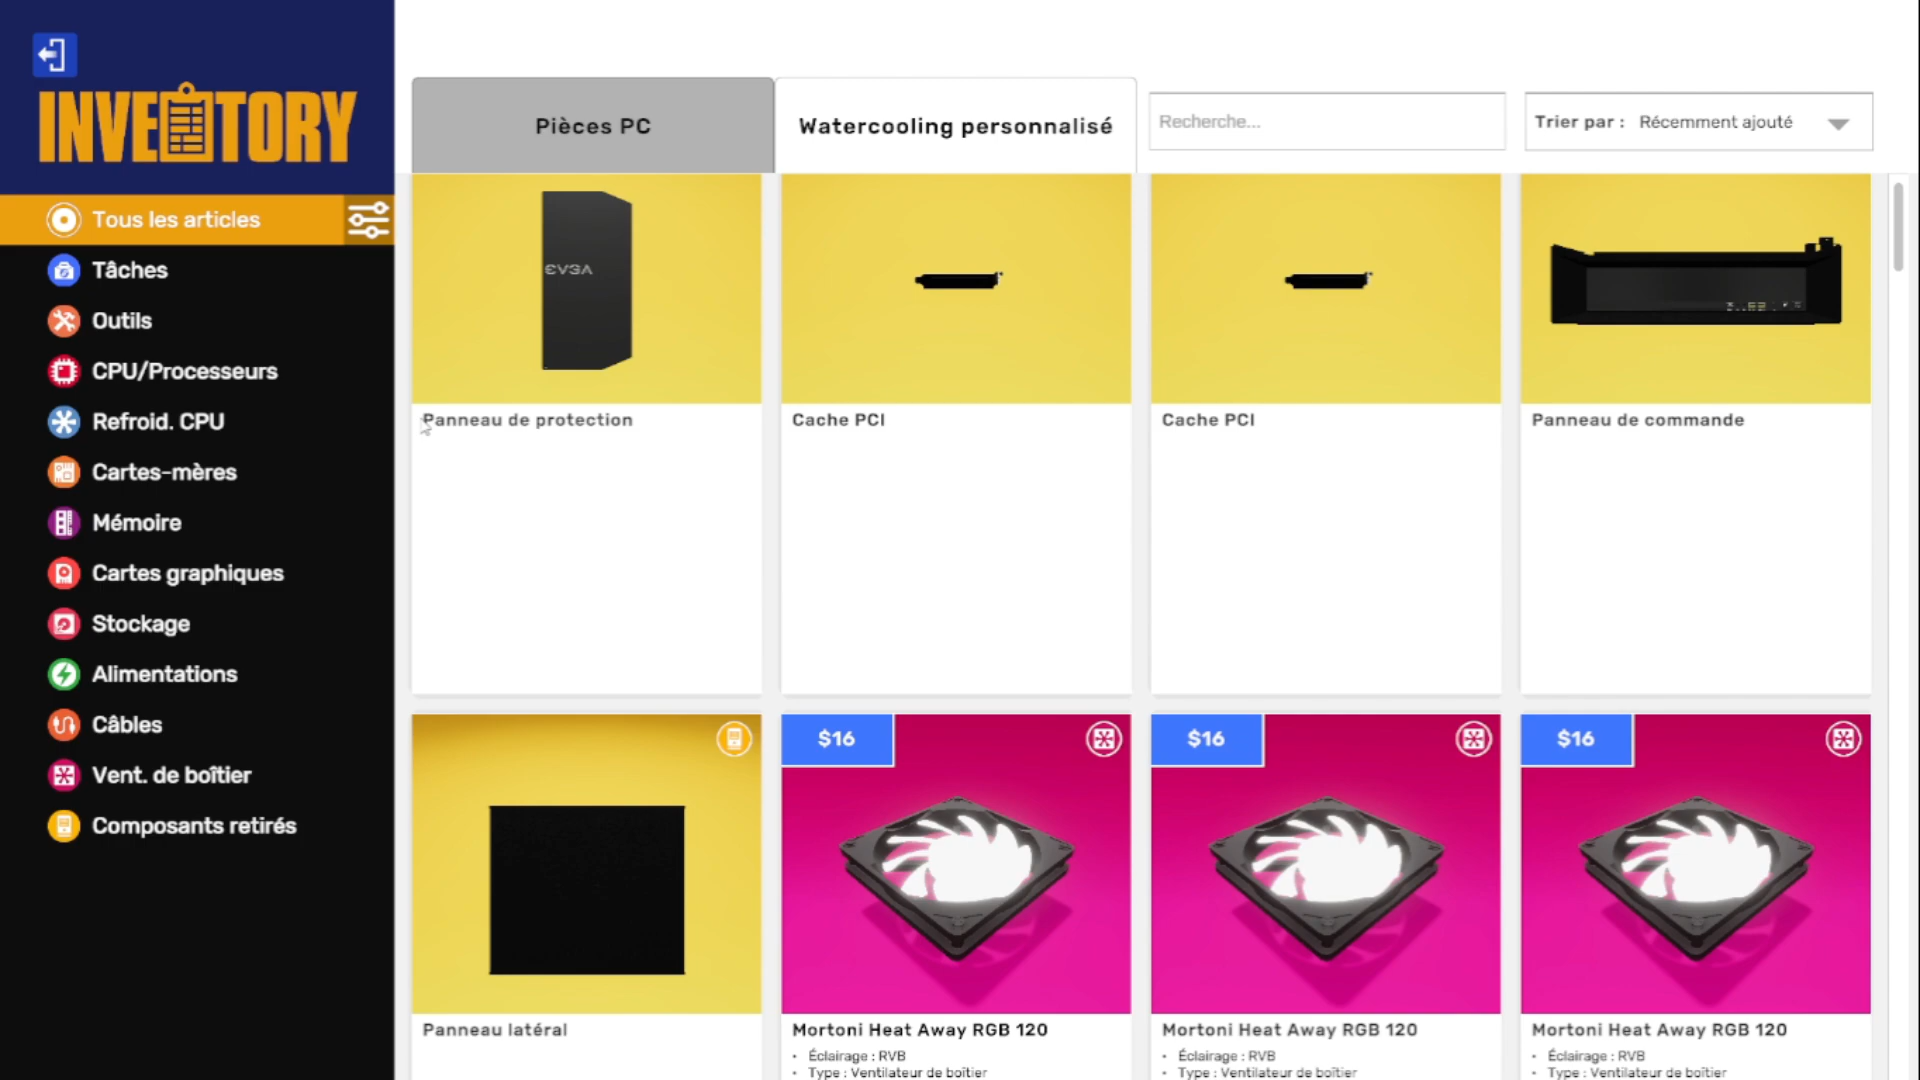 INVENTORY
Pièces PC
Watercooling personnalisé
Recherche...
Trier par : Récemment ajouté
Tous les articles
Tâches
Outils
CPU/Processeurs
Refroid. CPU
Cartes-mères
Mémoire
Cartes graphiques
Stockage
Alimentations
Câbles
Vent. de boîtier
Composants retirés
EVGA
Panneau de protection
Cache PCI
Cache PCI
Panneau de commande
Panneau latéral
$16
Mortoni Heat Away RGB 120
• Éclairage : RVB
• Type : Ventilateur de boîtier
$16
Mortoni Heat Away RGB 120
• Éclairage : RVB
• Type : Ventilateur de boîtier
$16
Mortoni Heat Away RGB 120
• Éclairage : RVB
• Type : Ventilateur de boîtier